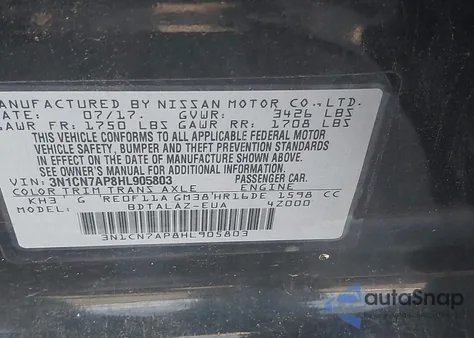 MANUFACTURED BY NISSAN MOTOR CO.,LTD.
DATE: 07/17. GVWR: 3426 LBS
GAWR FR: 1750 LBS GAWR RR: 1708 LBS
THIS VEHICLE CONFORMS TO ALL APPLICABLE FEDERAL MOTOR
VEHICLE SAFETY, BUMPER AND THEFT PREVENTION STANDARDS
IN EFFECT ON THE DATE OF MANUFACTURE SHOWN ABOVE.
SEE OWNER'S MANUAL FOR ADDITIONAL INFORMATION.
VIN: 3N1CN7AP8HL905803 PASSENGER CAR.
COLOR TRIM TRANS AXLE ENGINE
KH3 G RE0F11A GM38 HR16DE 1598 CC
MODEL: BDTALAZ-EUA 4Z000
3N1CN7AP8HL905803
autoSnap